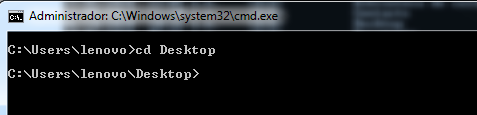 Administrador: C:\Windows\system32\cmd.exe
C:\Users\lenovo>cd Desktop
C:\Users\lenovo\Desktop>